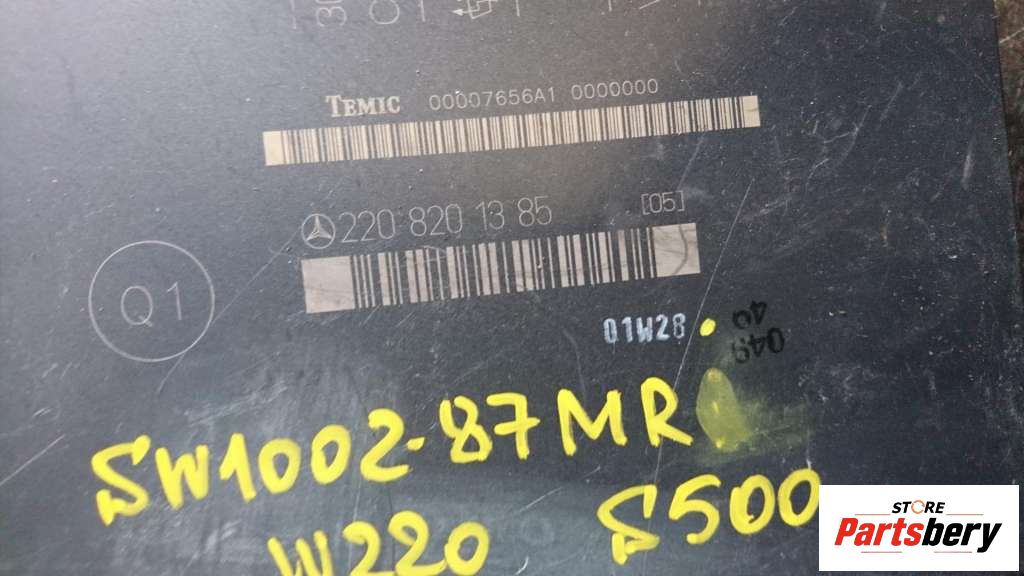 TEMIC 00007656A1 0000000
220 820 13 85 [05]
Q1
01W28
40
049
SW1002-87MR
W220 S500
STORE
Partsbery